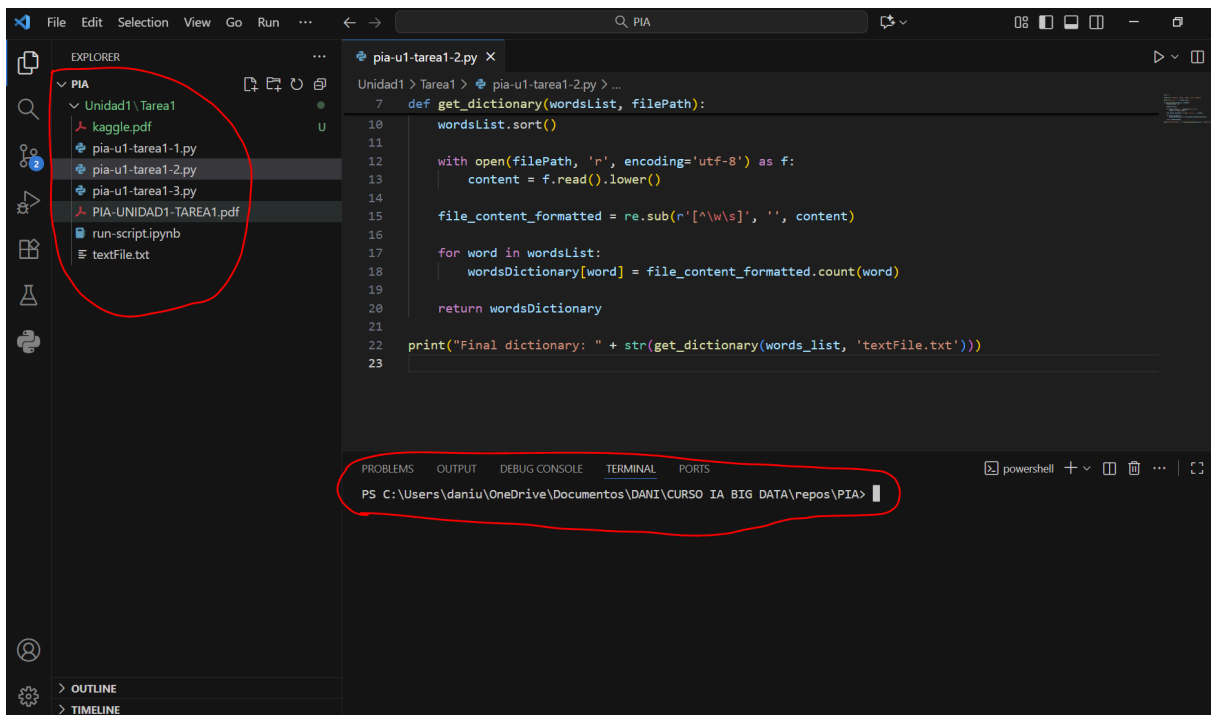 File Edit Selection View Go Run ··· PIA
EXPLORER ···
PIA
Unidad1\Tarea1
kaggle.pdf U
pia-u1-tarea1-1.py
pia-u1-tarea1-2.py
pia-u1-tarea1-3.py
PIA-UNIDAD1-TAREA1.pdf
run-script.ipynb
textFile.txt
2
OUTLINE
TIMELINE
pia-u1-tarea1-2.py
Unidad1 > Tarea1 > pia-u1-tarea1-2.py > ...
7 def get_dictionary(wordsList, filePath):
10 wordsList.sort()
11
12 with open(filePath, 'r', encoding='utf-8') as f:
13 content = f.read().lower()
14
15 file_content_formatted = re.sub(r'[^\w\s]', '', content)
16
17 for word in wordsList:
18 wordsDictionary[word] = file_content_formatted.count(word)
19
20 return wordsDictionary
21
22 print("Final dictionary: " + str(get_dictionary(words_list, 'textFile.txt')))
23
PROBLEMS OUTPUT DEBUG CONSOLE TERMINAL PORTS powershell ···
PS C:\Users\daniu\OneDrive\Documentos\DANI\CURSO IA BIG DATA\repos\PIA>